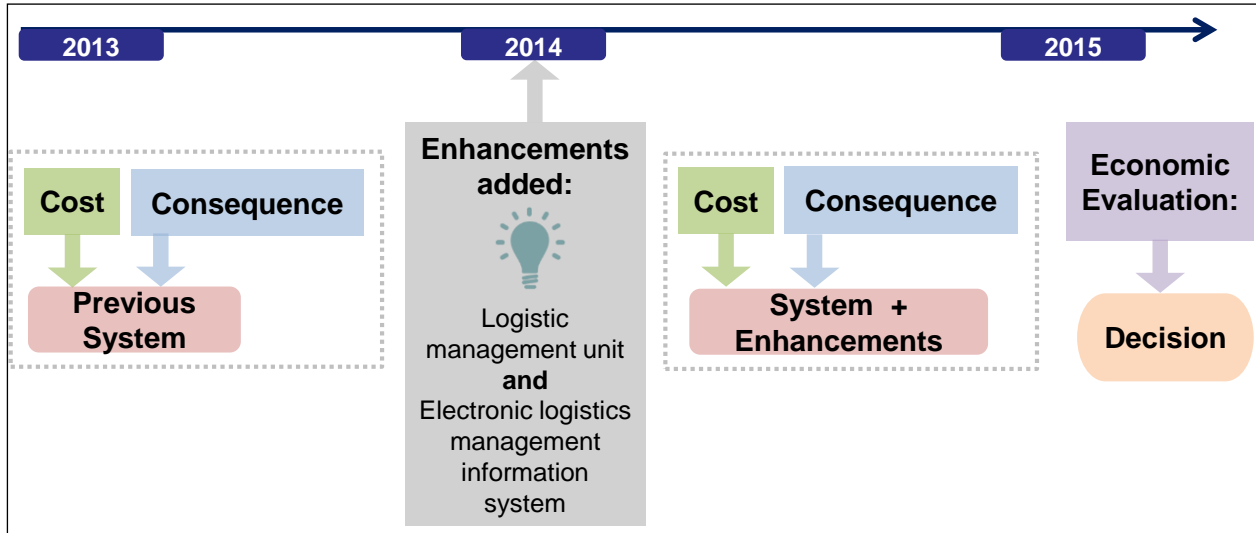 2013
2014
2015
Cost
Consequence
Previous
System
Enhancements
added:
Logistic
management unit
and
Electronic logistics
management
information
system
Cost
Consequence
System +
Enhancements
Economic
Evaluation:
Decision